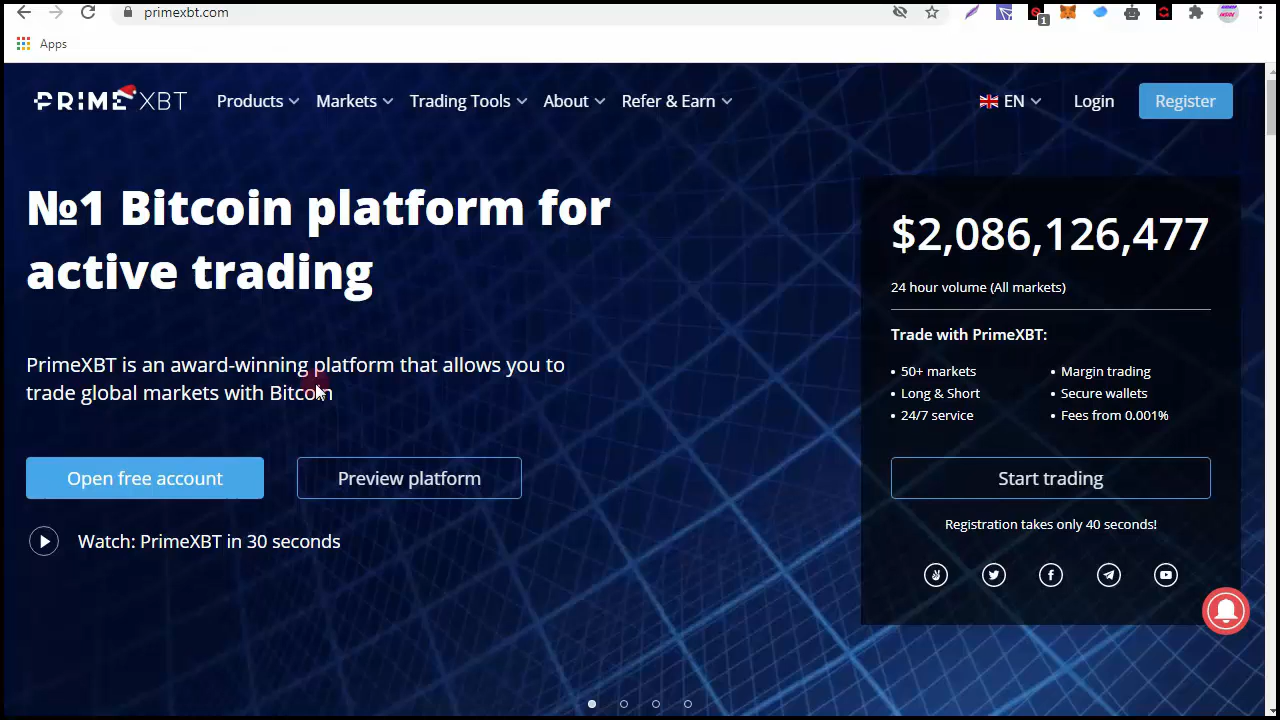 primexbt.com
1
Apps
PRIME XBT
Products
Markets
Trading Tools
About
Refer & Earn
EN
Login
Register
№1 Bitcoin platform for
active trading
PrimeXBT is an award-winning platform that allows you to
trade global markets with Bitcoin
Open free account
Preview platform
Watch: PrimeXBT in 30 seconds
$2,086,126,477
24 hour volume (All markets)
Trade with PrimeXBT:
• 50+ markets
• Long & Short
• 24/7 service
• Margin trading
• Secure wallets
• Fees from 0.001%
Start trading
Registration takes only 40 seconds!